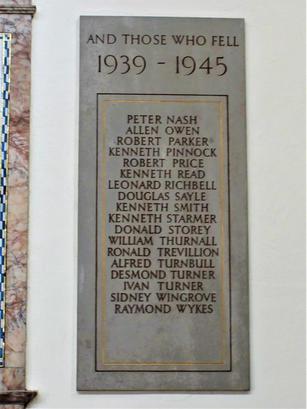 AND THOSE WHO FELL
1939 - 1945
PETER NASH
ALLEN OWEN
ROBERT PARKER
KENNETH PINNOCK
ROBERT PRICE
KENNETH READ
LEONARD RICHBELL
DOUGLAS SAYLE
KENNETH SMITH
KENNETH STARMER
DONALD STOREY
WILLIAM THURNALL
RONALD TREVILLION
ALFRED TURNBULL
DESMOND TURNER
IVAN TURNER
SIDNEY WINGROVE
RAYMOND WYKES